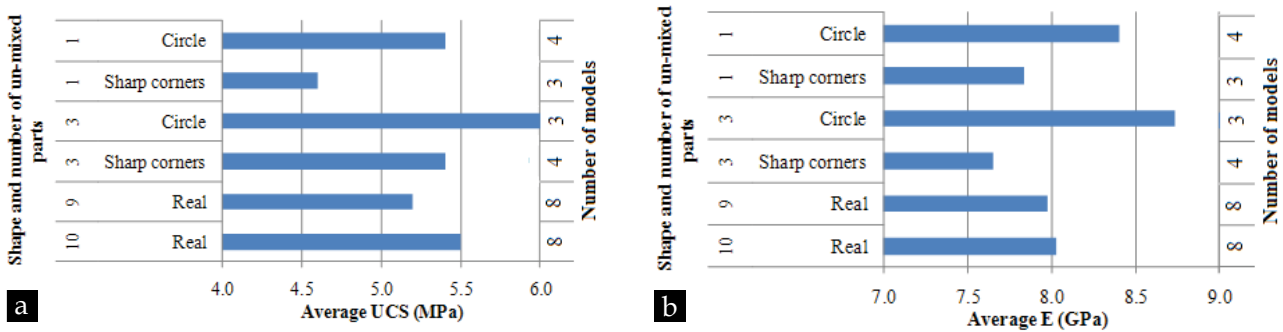 Shape and number of un-mixed
parts
1 Circle 4
1 Sharp corners 3
3 Circle 3
3 Sharp corners 4
9 Real 8
10 Real 8
Number of models
4.0 4.5 5.0 5.5 6.0
Average UCS (MPa)
a
Shape and number of un-mixed
parts
1 Circle 4
1 Sharp corners 3
3 Circle 3
3 Sharp corners 4
9 Real 8
10 Real 8
Number of models
7.0 7.5 8.0 8.5 9.0
Average E (GPa)
b